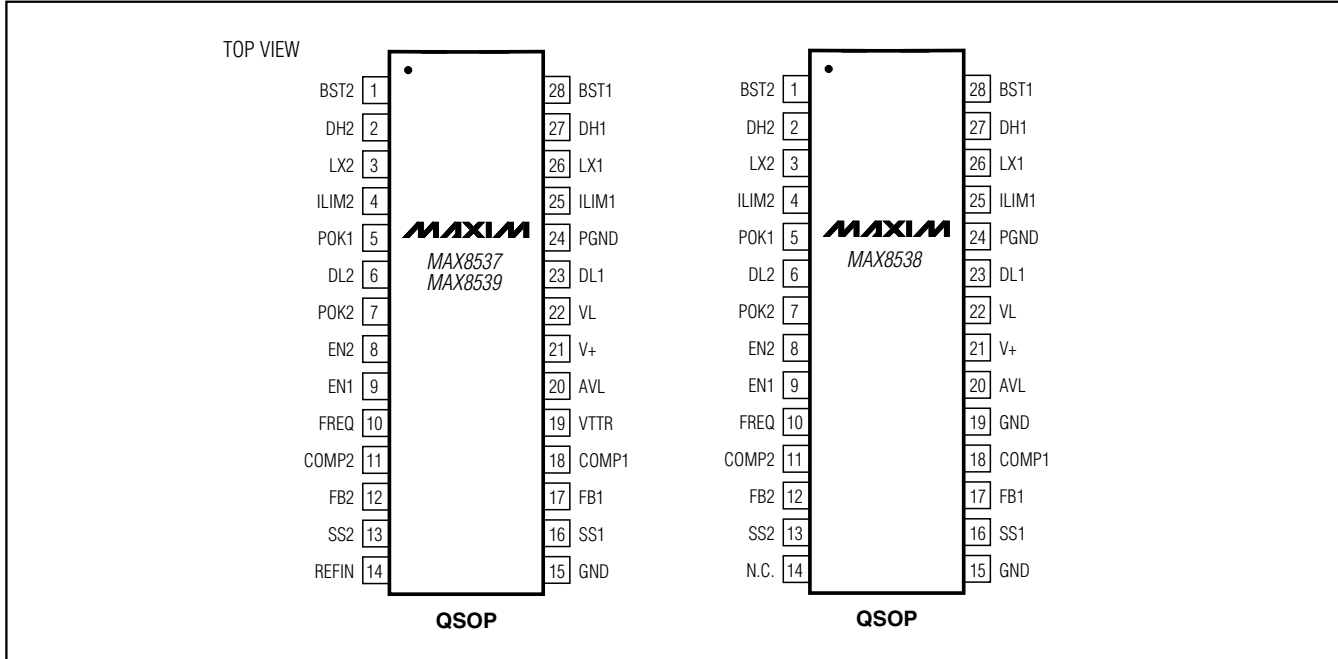 TOP VIEW
BST2 1
DH2 2
LX2 3
ILIM2 4
POK1 5
DL2 6
POK2 7
EN2 8
EN1 9
FREQ 10
COMP2 11
FB2 12
SS2 13
REFIN 14
MAXIM
MAX8537
MAX8539
28 BST1
27 DH1
26 LX1
25 ILIM1
24 PGND
23 DL1
22 VL
21 V+
20 AVL
19 VTTR
18 COMP1
17 FB1
16 SS1
15 GND
QSOP
BST2 1
DH2 2
LX2 3
ILIM2 4
POK1 5
DL2 6
POK2 7
EN2 8
EN1 9
FREQ 10
COMP2 11
FB2 12
SS2 13
N.C. 14
MAXIM
MAX8538
28 BST1
27 DH1
26 LX1
25 ILIM1
24 PGND
23 DL1
22 VL
21 V+
20 AVL
19 GND
18 COMP1
17 FB1
16 SS1
15 GND
QSOP